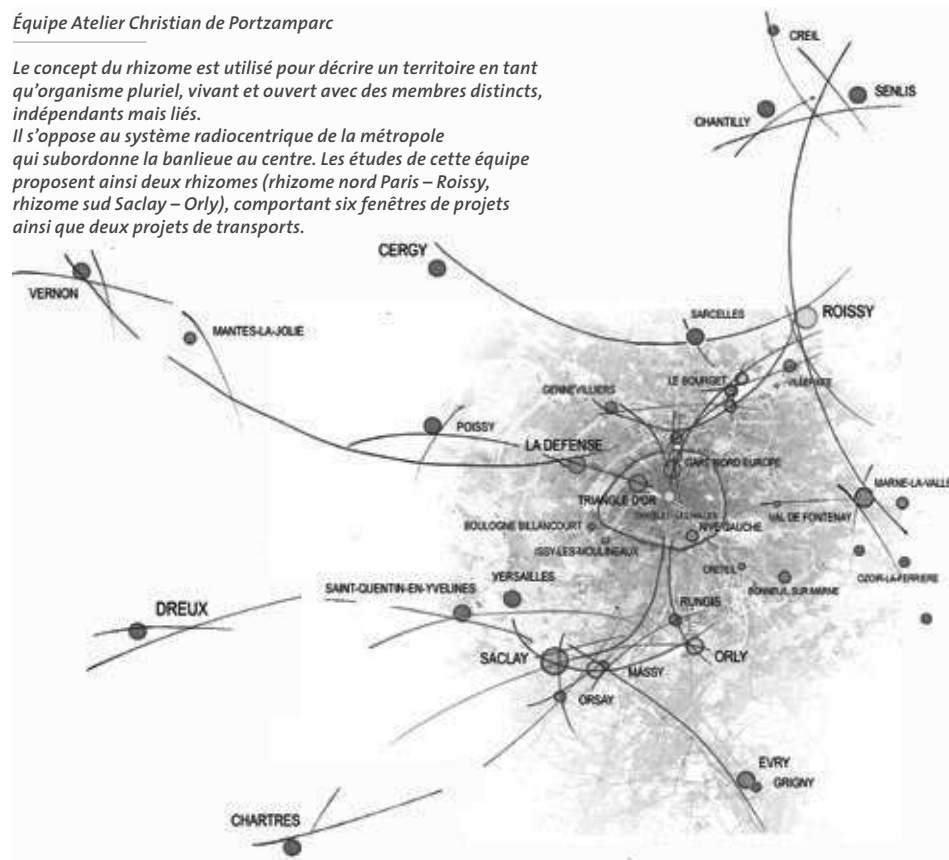 Équipe Atelier Christian de Portzamparc
Le concept du rhizome est utilisé pour décrire un territoire en tant
qu’organisme pluriel, vivant et ouvert avec des membres distincts,
indépendants mais liés.
Il s’oppose au système radiocentrique de la métropole
qui subordonne la banlieue au centre. Les études de cette équipe
proposent ainsi deux rhizomes (rhizome nord Paris – Roissy,
rhizome sud Saclay – Orly), comportant six fenêtres de projets
ainsi que deux projets de transports.
CREIL
SENLIS
CHANTILLY
CERGY
VERNON
ROISSY
SARCELLES
MANTES-LA-JOLIE
LE BOURGET
GENNEVILLIERS
POISSY
LA DEFENSE
GARE NORD EUROPE
MARNE-LA-VALLE
TRIANGLE D'OR
VAL DE FONTENAY
BOULOGNE BILLANCOURT
RIVE GAUCHE
ISSY-LES-MOULINEAUX
CRETEIL
OZOIR-LA-FERRIERE
VERSAILLES
BONNEUIL SUR MARNE
SAINT-QUENTIN-EN-YVELINES
RUNGIS
DREUX
SACLAY
ORLY
MASSY
ORSAY
EVRY
GRIGNY
CHARTRES